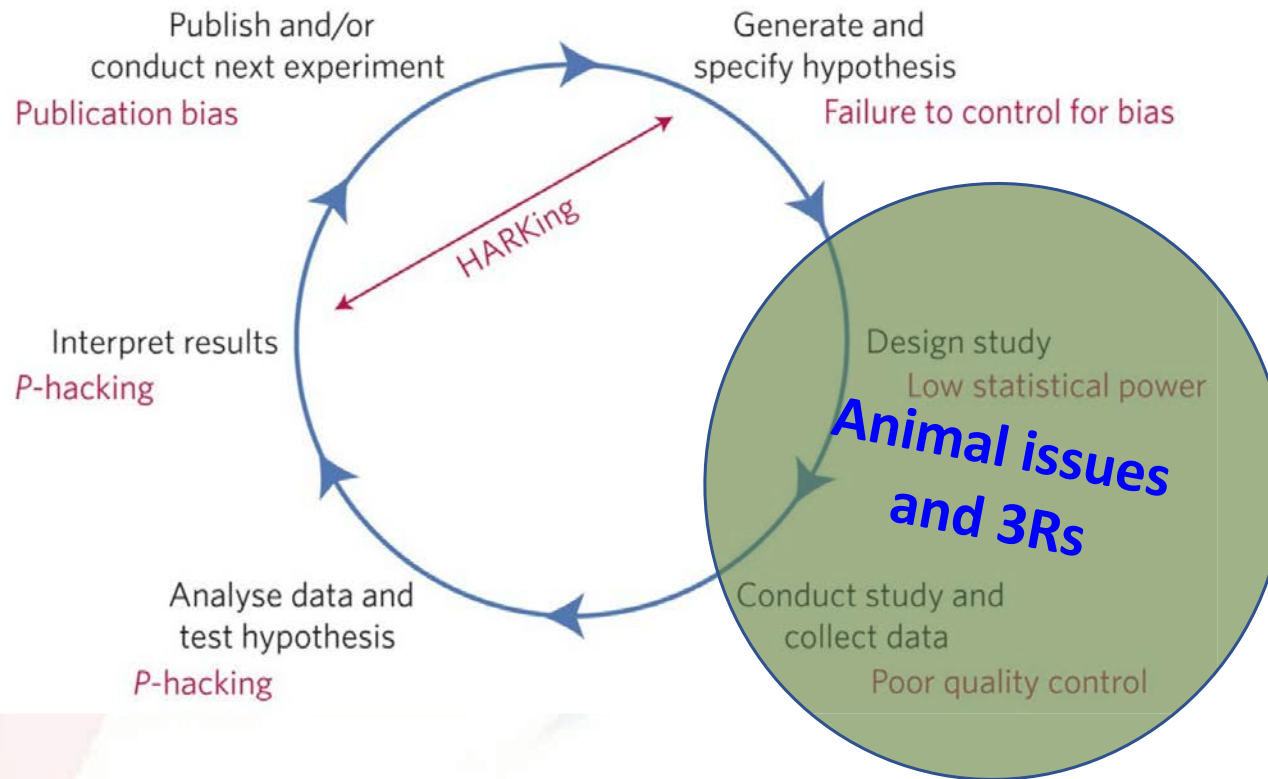 Publish and/or
conduct next experiment
Publication bias
Generate and
specify hypothesis
Failure to control for bias
HARKing
Interpret results
P-hacking
Design study
Low statistical power
Animal issues
and 3Rs
Analyse data and
test hypothesis
P-hacking
Conduct study and
collect data
Poor quality control